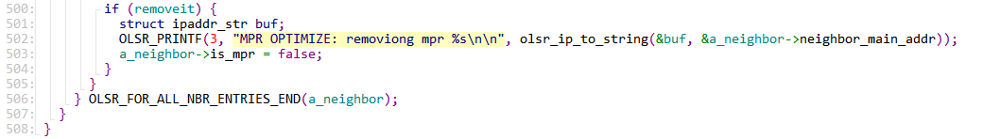 500: if (removeit) {
501: struct ipaddr_str buf;
502: OLSR_PRINTF(3, "MPR OPTIMIZE: removiong mpr %s\n\n", olsr_ip_to_string(&buf, &a_neighbor->neighbor_main_addr));
503: a_neighbor->is_mpr = false;
504: }
505: }
506: } OLSR_FOR_ALL_NBR_ENTRIES_END(a_neighbor);
507: }
508: }